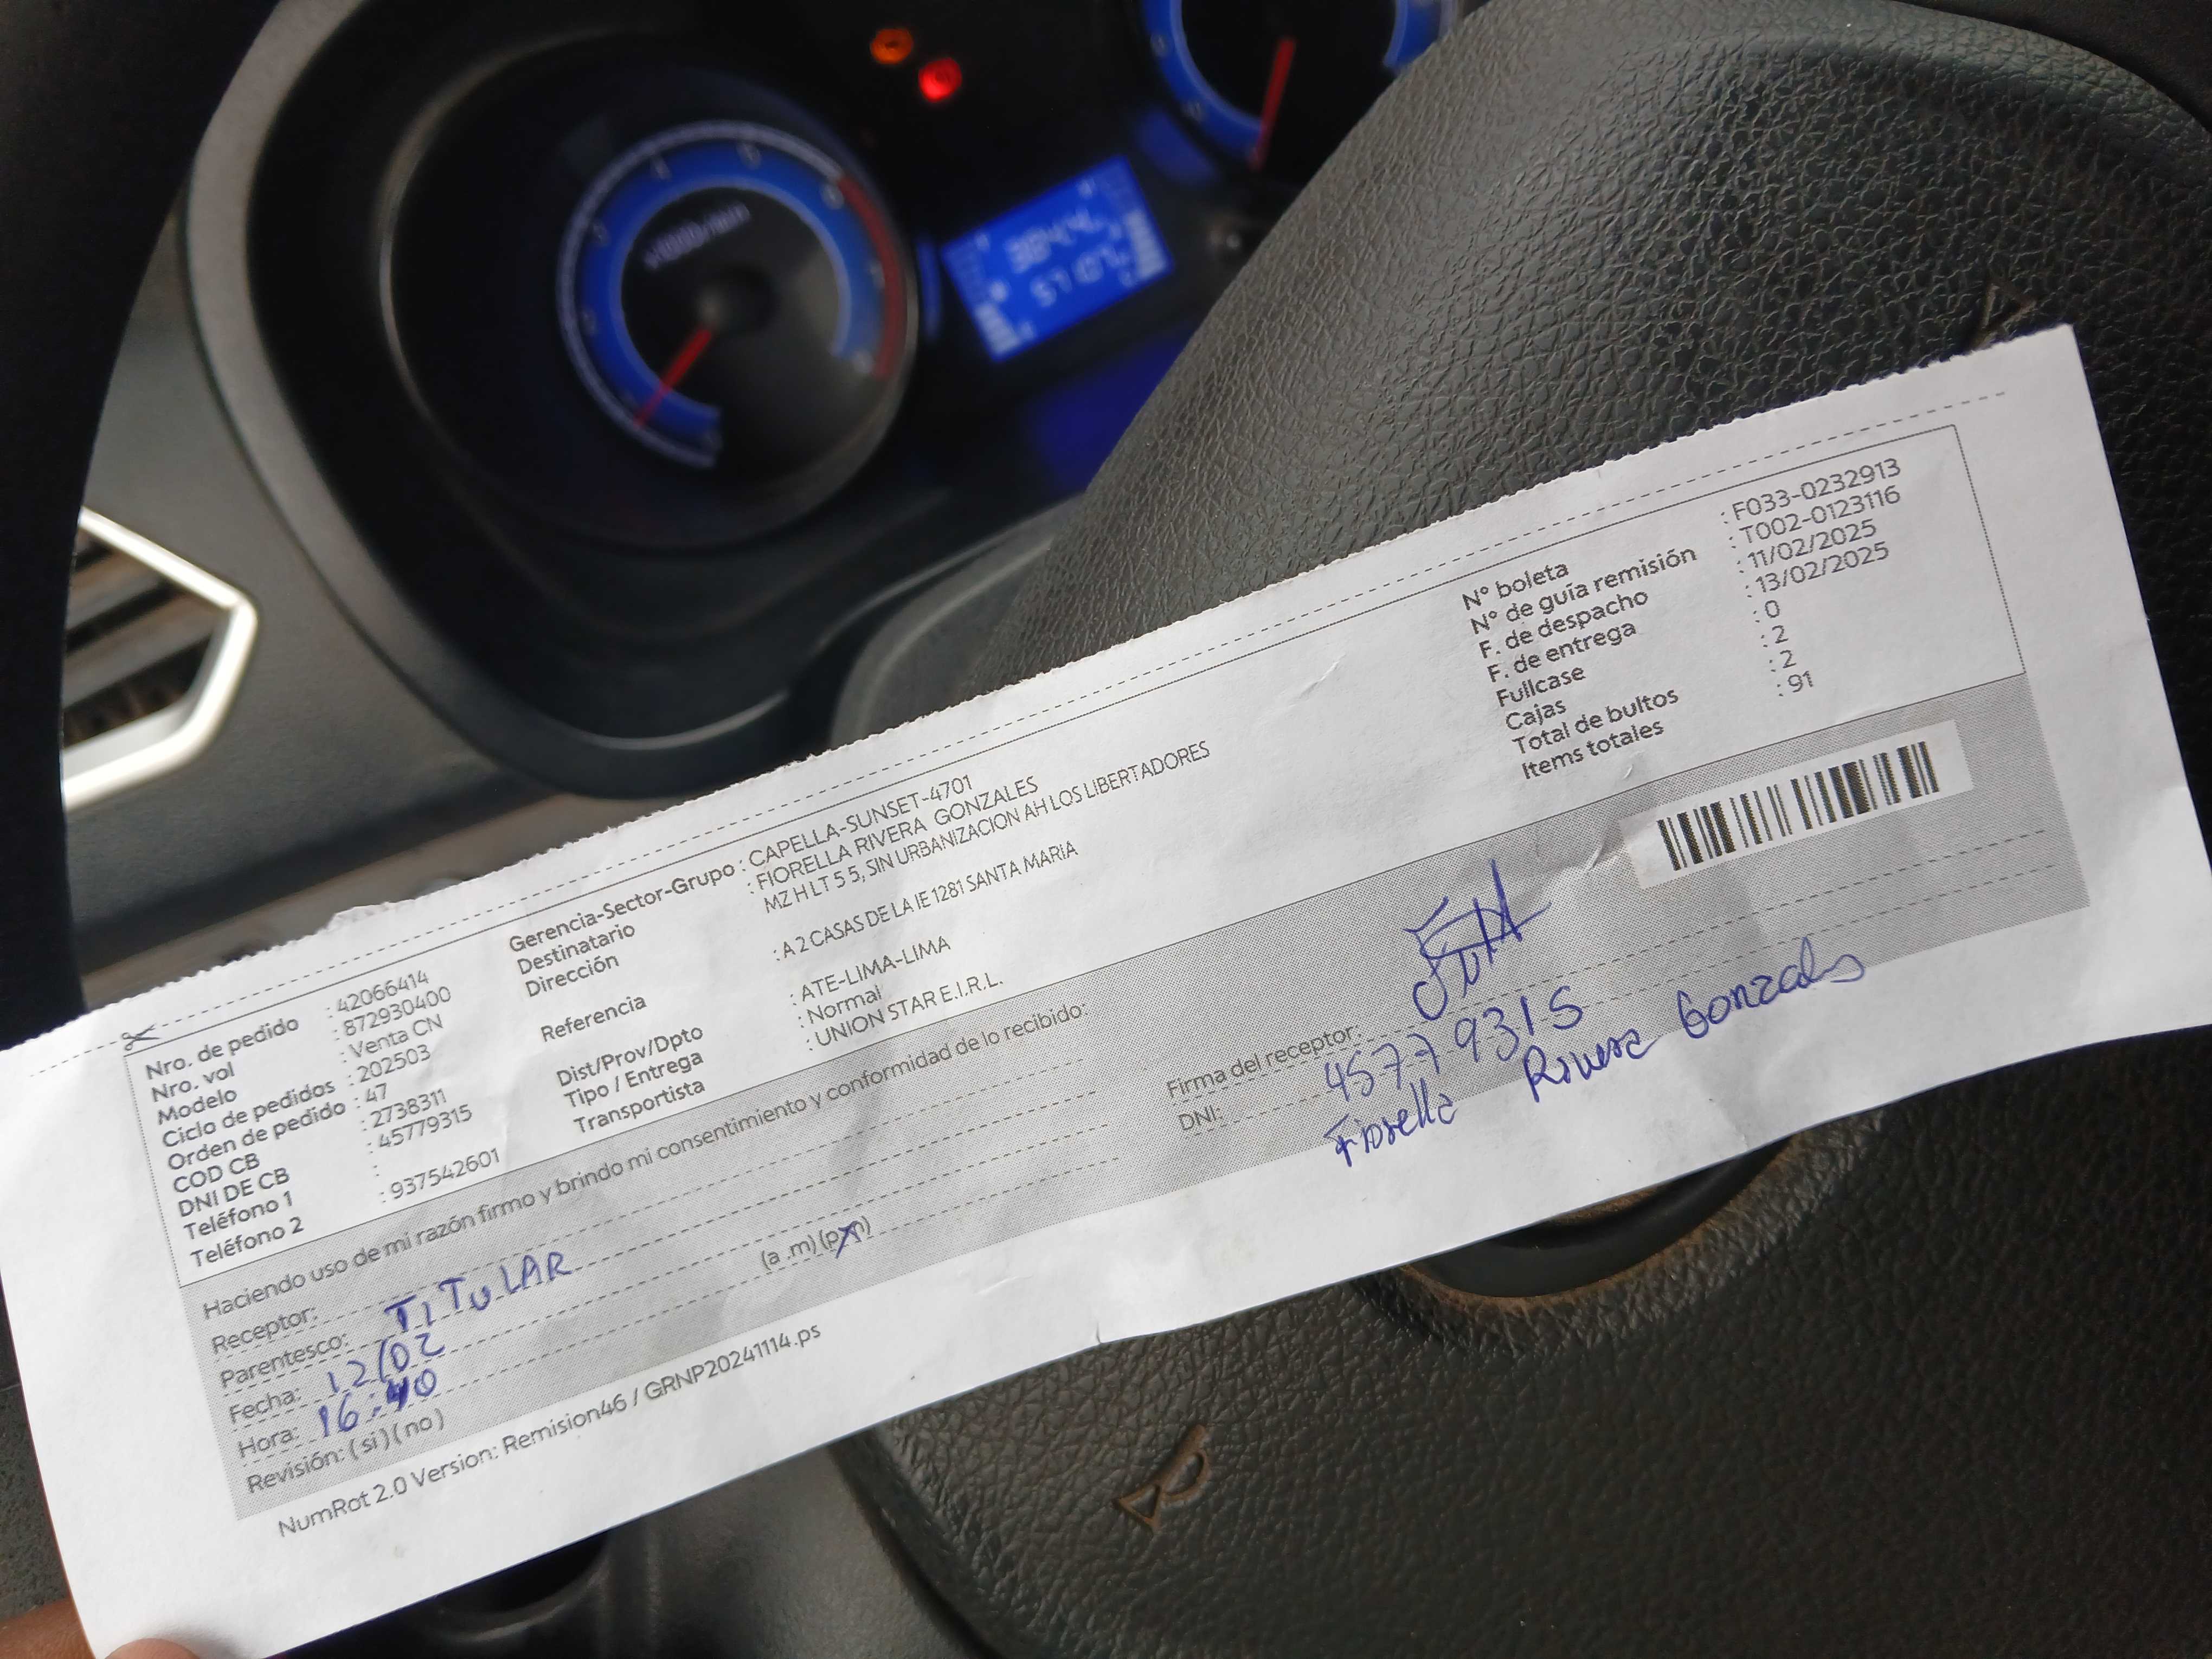 Nro. de pedido : 42066414
Nro. vol : 872930400
Modelo : Venta CN
Ciclo de pedidos : 202503
Orden de pedido : 47
COD CB : 2738311
DNI DE CB : 45779315
Teléfono 1 :
Teléfono 2 : 937542601
Gerencia-Sector-Grupo : CAPELLA-SUNSET-4701
Destinatario : FIORELLA RIVERA GONZALES
Dirección MZ H LT 5 5, SIN URBANIZACION AH LOS LIBERTADORES
Referencia : A 2 CASAS DE LA IE 1281 SANTA MARIA
Dist/Prov/Dpto : ATE-LIMA-LIMA
Tipo / Entrega : Normal
Transportista : UNION STAR E.I.R.L.
N° boleta : F033-0232913
N° de guía remisión : T002-0123116
F. de despacho : 11/02/2025
F. de entrega : 13/02/2025
Fullcase : 0
Cajas : 2
Total de bultos : 2
Items totales : 91
Haciendo uso de mi razón firmo y brindo mi consentimiento y conformidad de lo recibido:
Receptor:
Parentesco: TITULAR
Fecha: 12/02
Hora: 16:40 (a .m) (p.m)
Revisión: ( si ) ( no )
Firma del receptor:
DNI: 45779315
Fiorella Rivera Gonzales
NumRot 2.0 Version: Remision46 / GRNP20241114.ps